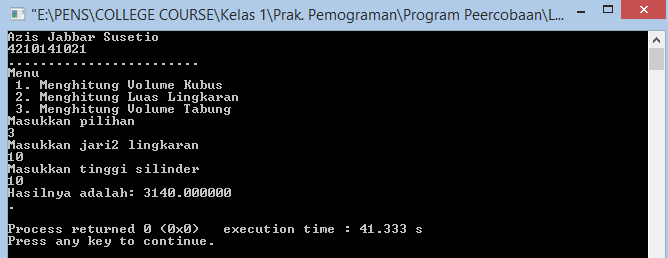 "E:\PENS\COLLEGE COURSE\Kelas 1\Prak. Pemograman\Program Peercobaan\L...
Azis Jabbar Susetio
4210141021
------------------------
Menu
1. Menghitung Volume Kubus
2. Menghitung Luas Lingkaran
3. Menghitung Volume Tabung
Masukkan pilihan
3
Masukkan jari2 lingkaran
10
Masukkan tinggi silinder
10
Hasilnya adalah: 3140.000000
-
Process returned 0 (0x0)   execution time : 41.333 s
Press any key to continue.